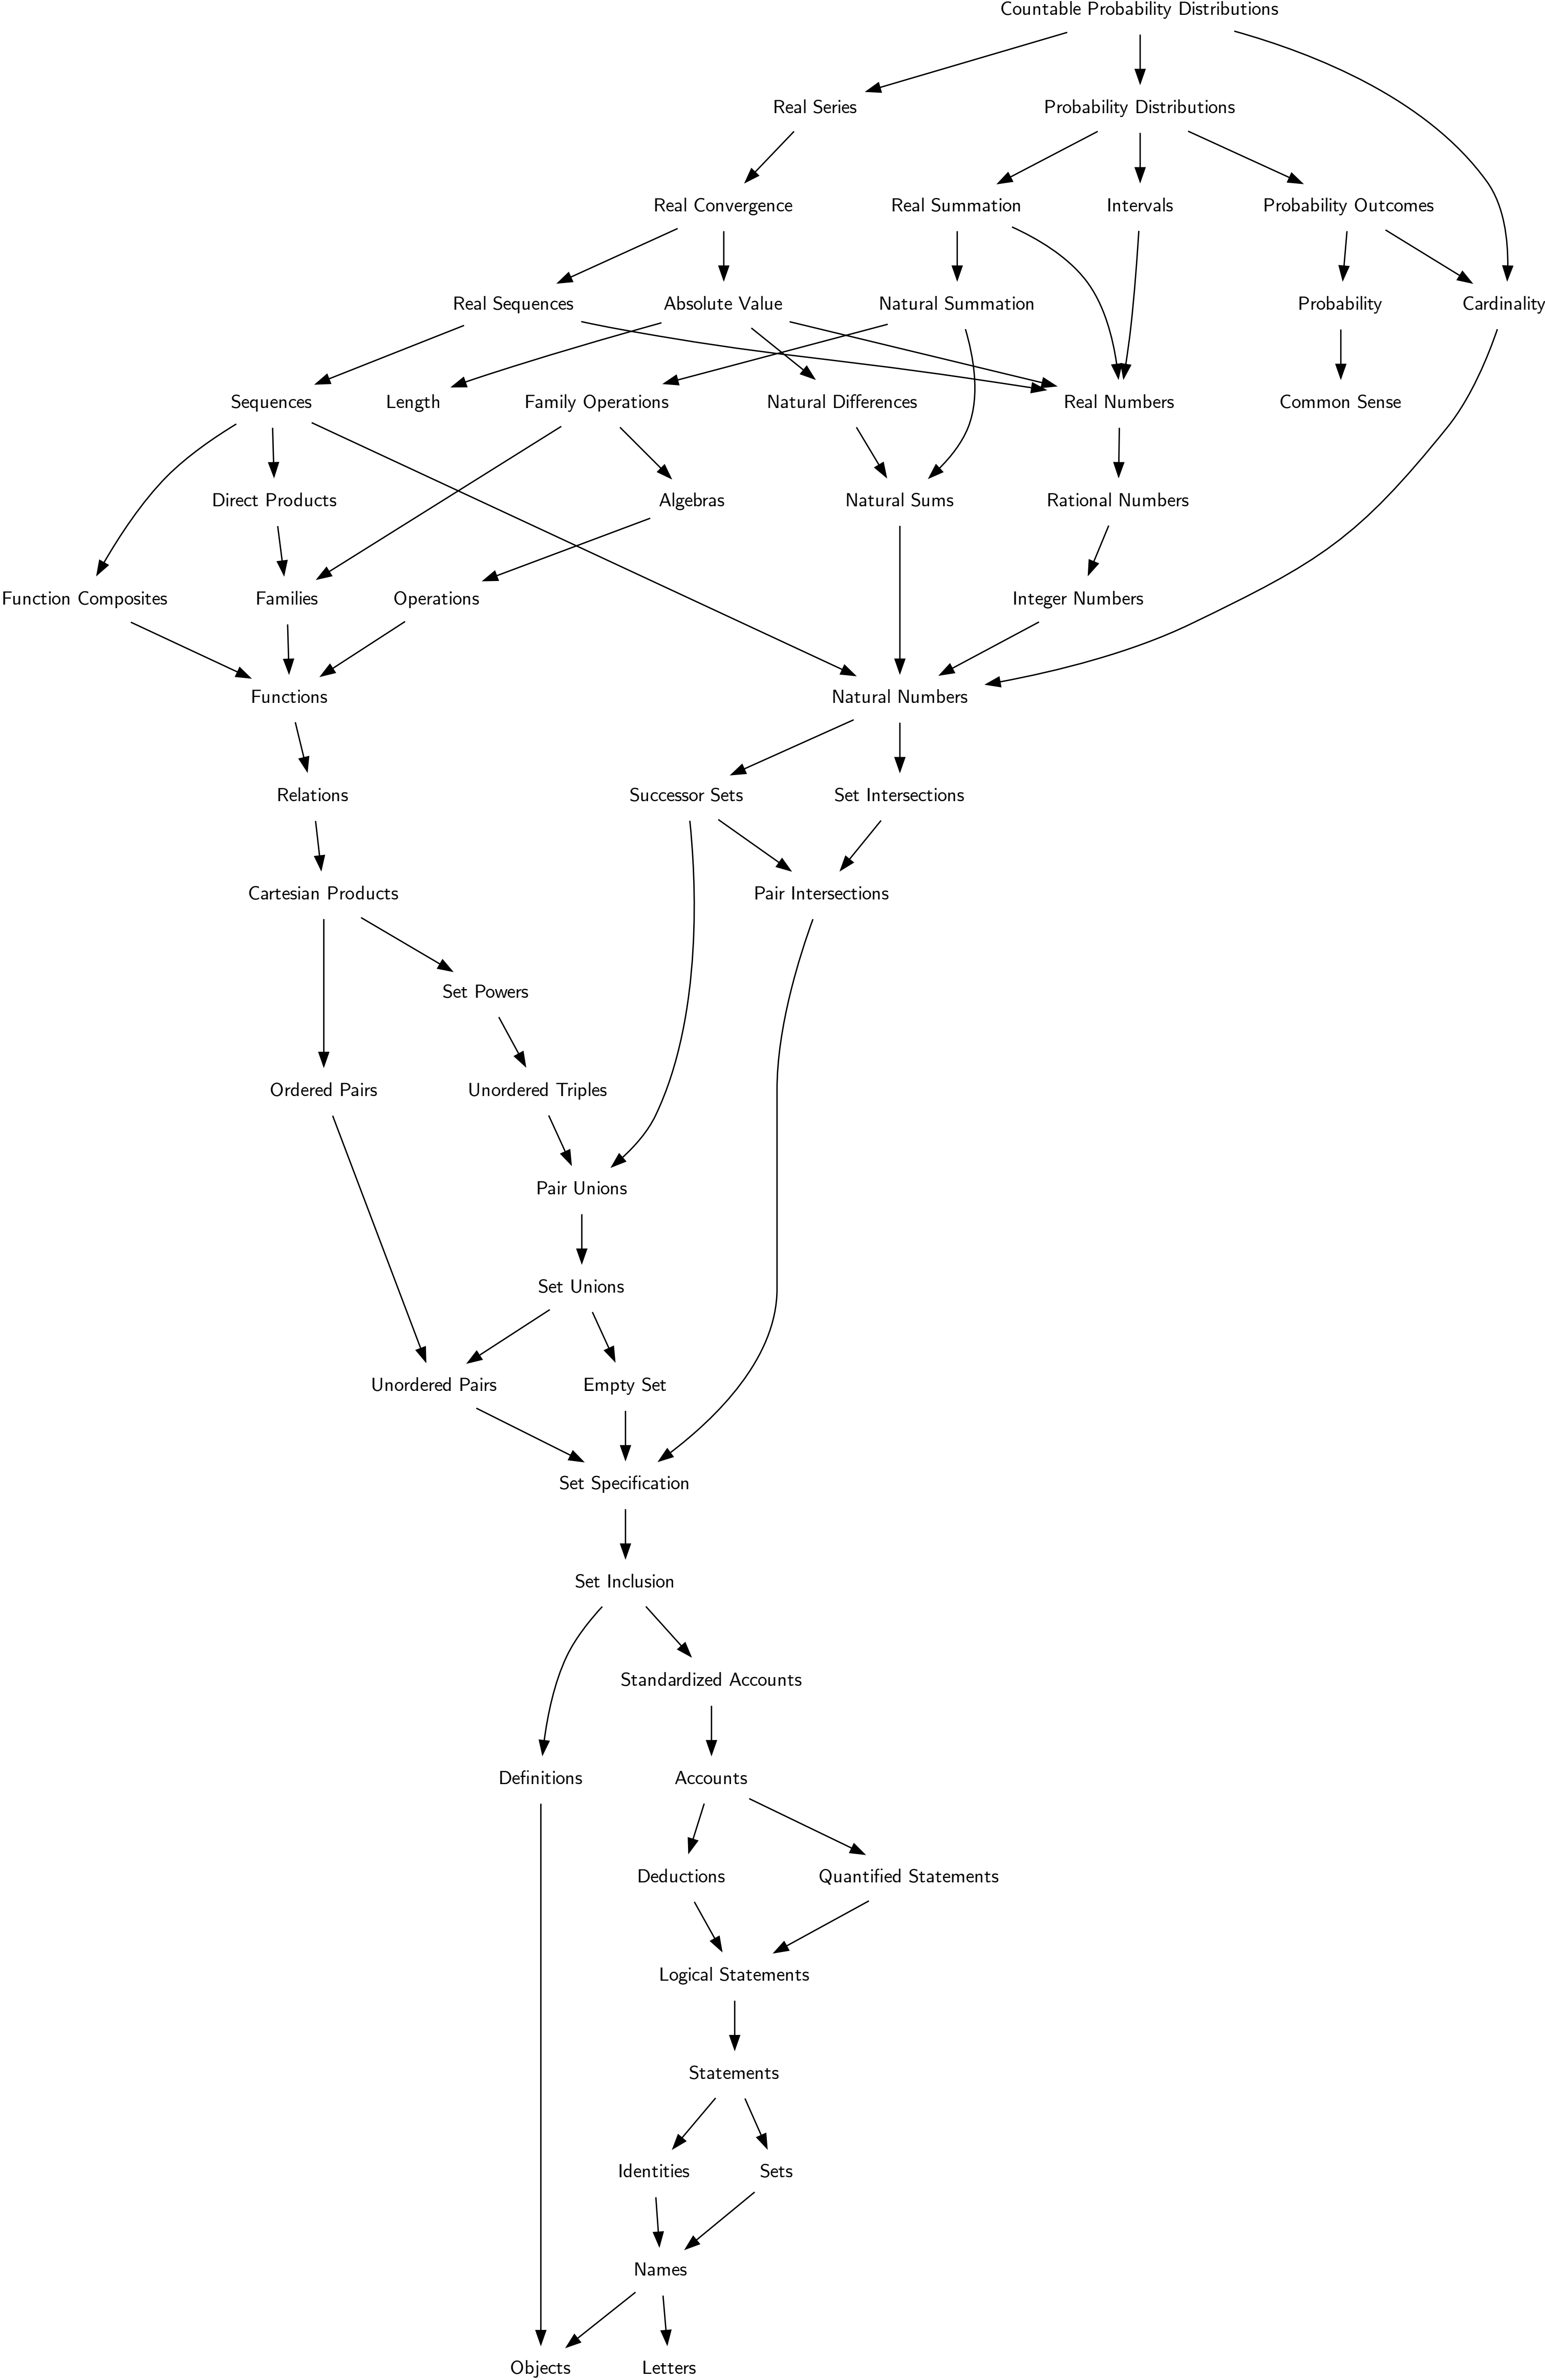 Countable Probability Distributions
Real Series
Probability Distributions
Real Convergence
Real Summation
Intervals
Probability Outcomes
Real Sequences
Absolute Value
Natural Summation
Probability
Cardinality
Sequences
Length
Family Operations
Natural Differences
Real Numbers
Common Sense
Direct Products
Algebras
Natural Sums
Rational Numbers
Function Composites
Families
Operations
Integer Numbers
Functions
Natural Numbers
Relations
Successor Sets
Set Intersections
Cartesian Products
Pair Intersections
Set Powers
Ordered Pairs
Unordered Triples
Pair Unions
Set Unions
Unordered Pairs
Empty Set
Set Specification
Set Inclusion
Standardized Accounts
Definitions
Accounts
Deductions
Quantified Statements
Logical Statements
Statements
Identities
Sets
Names
Objects
Letters